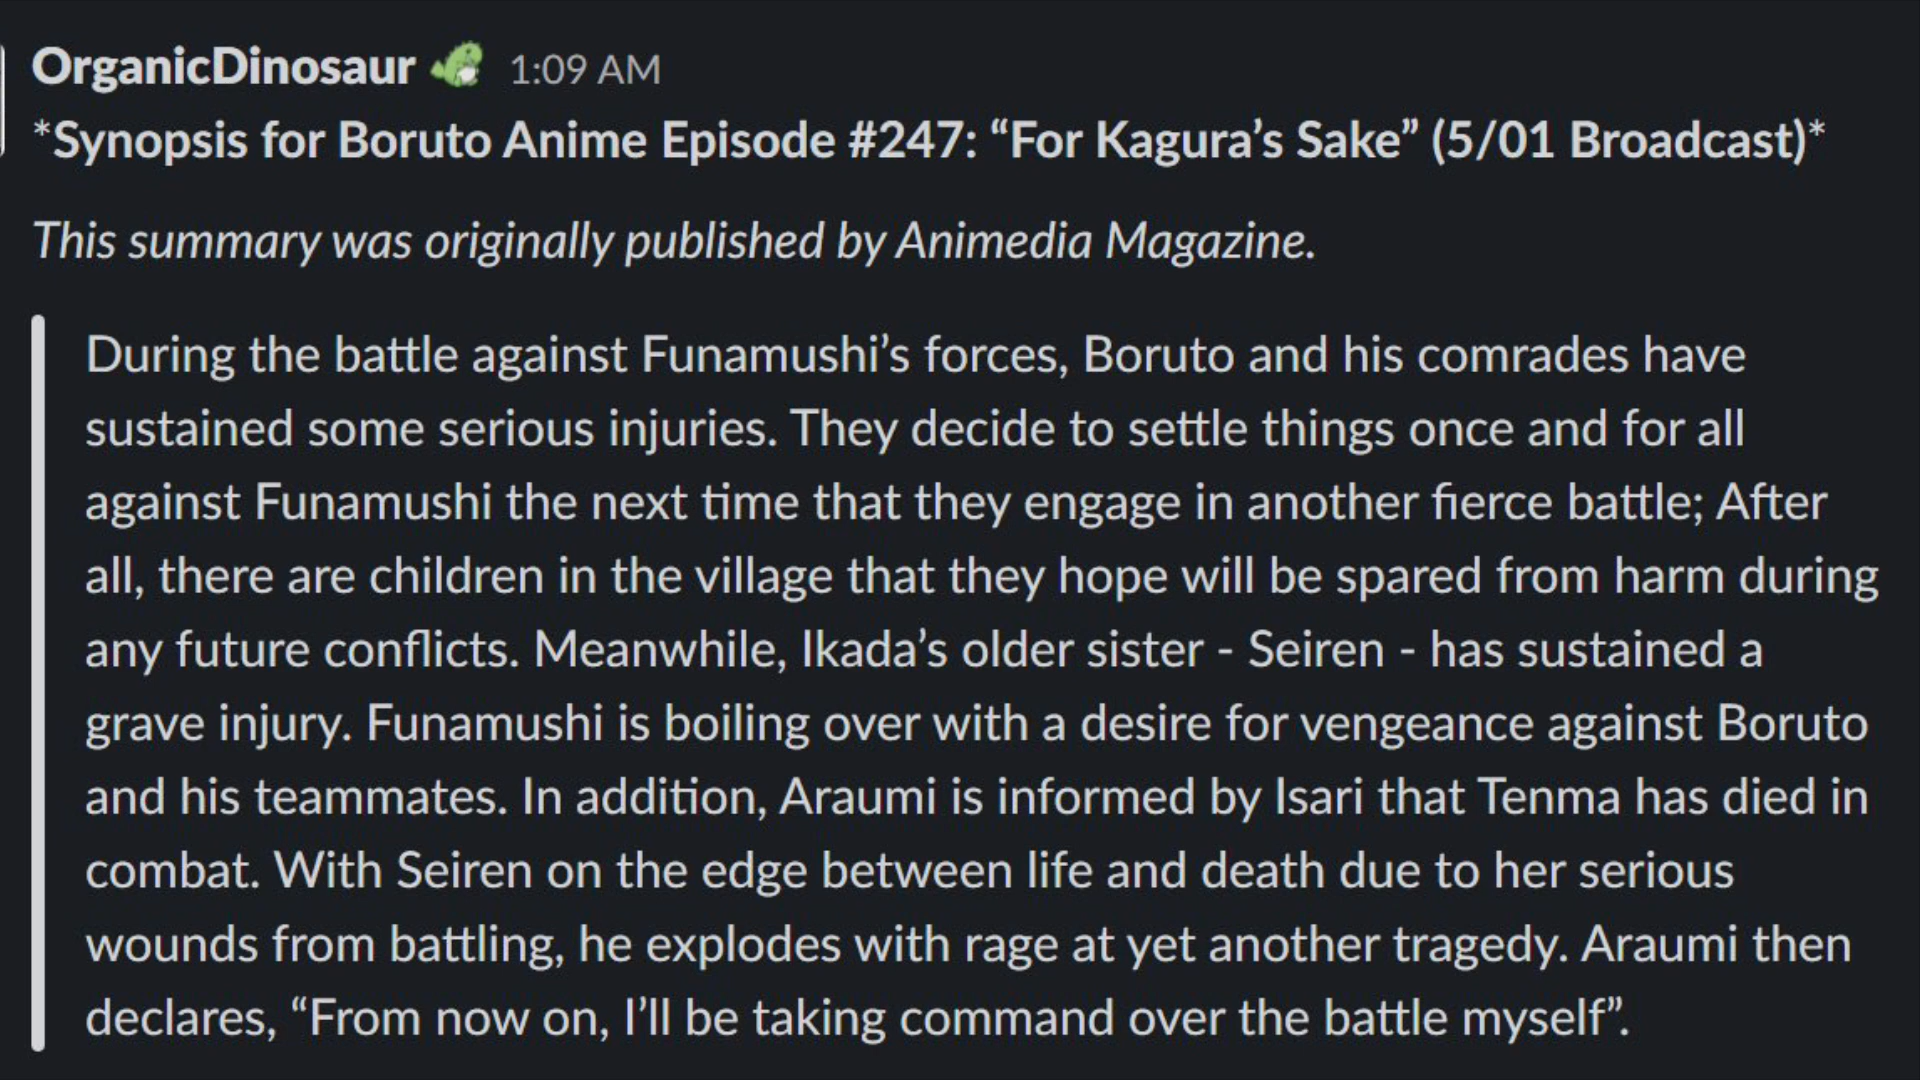 OrganicDinosaur 1:09 AM
*Synopsis for Boruto Anime Episode #247: “For Kagura’s Sake” (5/01 Broadcast)*
This summary was originally published by Animedia Magazine.
During the battle against Funamushi’s forces, Boruto and his comrades have
sustained some serious injuries. They decide to settle things once and for all
against Funamushi the next time that they engage in another fierce battle; After
all, there are children in the village that they hope will be spared from harm during
any future conflicts. Meanwhile, Ikada’s older sister - Seiren - has sustained a
grave injury. Funamushi is boiling over with a desire for vengeance against Boruto
and his teammates. In addition, Araumi is informed by Isari that Tenma has died in
combat. With Seiren on the edge between life and death due to her serious
wounds from battling, he explodes with rage at yet another tragedy. Araumi then
declares, “From now on, I’ll be taking command over the battle myself”.